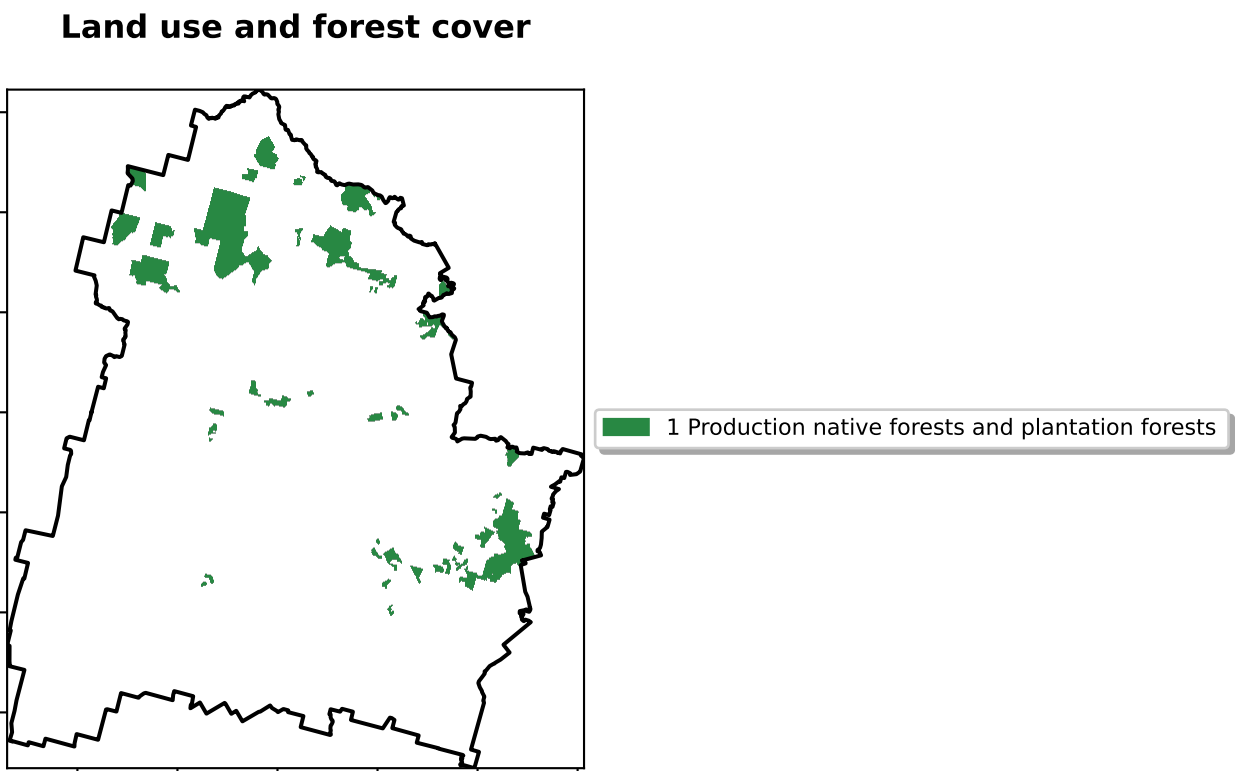 Land use and forest cover
1 Production native forests and plantation forests